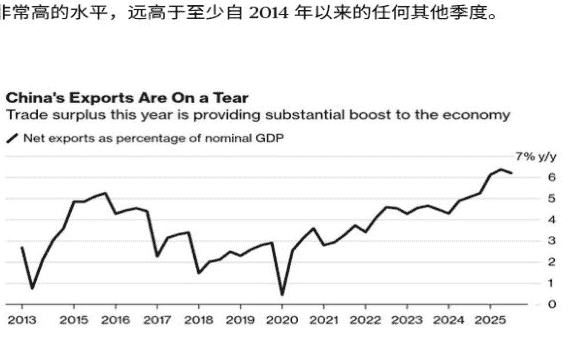 非常高的水平，远高于至少自 2014 年以来的任何其他季度。
China's Exports Are On a Tear
Trade surplus this year is providing substantial boost to the economy
Net exports as percentage of nominal GDP
7% y/y
6
5
4
3
2
1
0
2013 2015 2016 2017 2018 2019 2020 2021 2022 2023 2024 2025